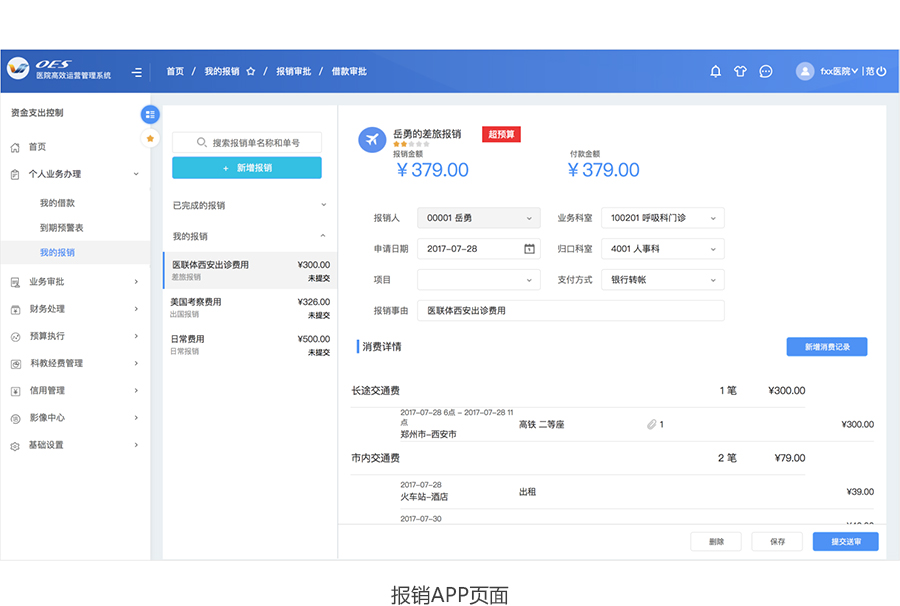 OES
医院高效运营管理系统
首页 / 我的报销 / 报销审批 / 借款审批
fxx医院 | 范
资金支出控制
首页
个人业务办理
我的借款
到期预警表
我的报销
业务审批
财务处理
预算执行
科教经费管理
信用管理
影像中心
基础设置
搜索报销单名称和单号
+ 新增报销
已完成的报销
我的报销
医联体西安出诊费用 ¥300.00
差旅报销 未提交
美国考察费用 ¥326.00
出国报销 未提交
日常费用 ¥500.00
日常报销 未提交
岳勇的差旅报销 超预算
报销金额 付款金额
¥379.00 ¥379.00
报销人 00001 岳勇 业务科室 100201 呼吸科门诊
申请日期 2017-07-28 归口科室 4001 人事科
项目 支付方式 银行转帐
报销事由 医联体西安出诊费用
消费详情 新增消费记录
长途交通费 1 笔 ¥300.00
2017-07-28 6点 – 2017-07-28 11
点
郑州市–西安市 高铁 二等座 1 ¥300.00
市内交通费 2 笔 ¥79.00
2017-07-28
火车站–酒店 出租 ¥39.00
2017-07-30
删除 保存 提交送审
报销APP页面